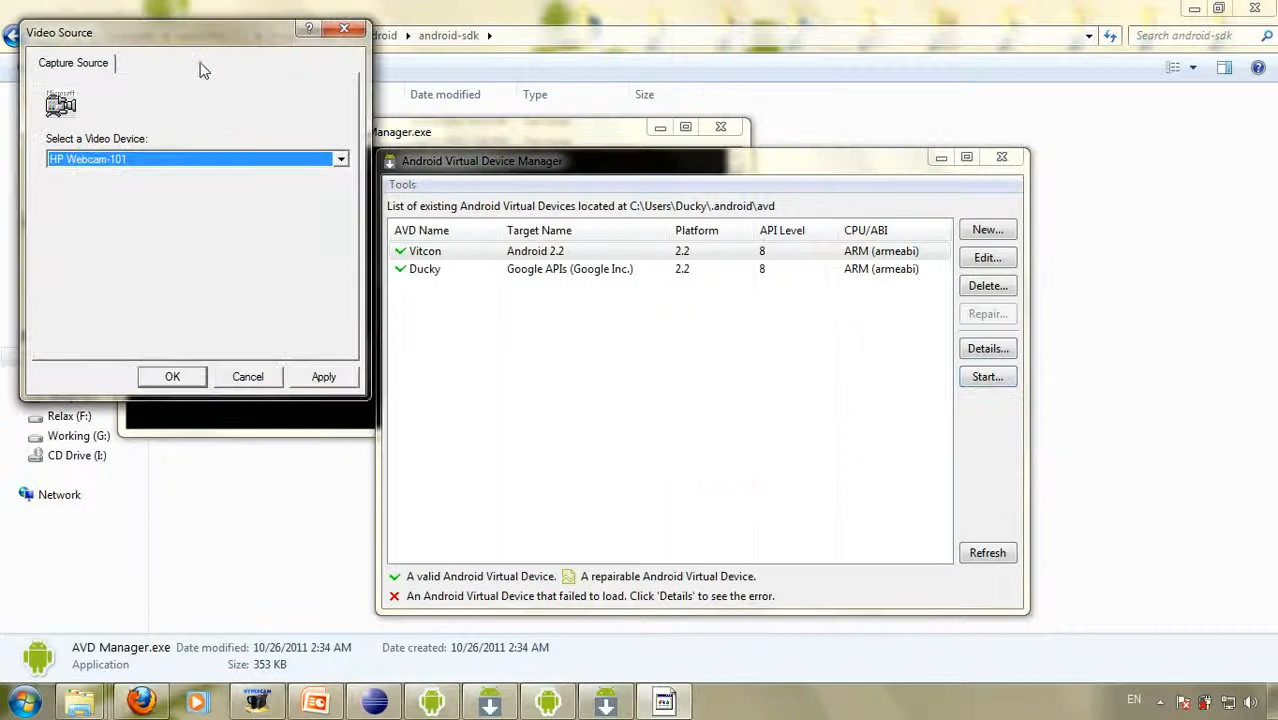 Video Source
Capture Source
Microsoft
Select a Video Device:
HP Webcam-101
OK
Cancel
Apply
android-sdk
Search android-sdk
Date modified
Type
Size
Manager.exe
Android Virtual Device Manager
Tools
List of existing Android Virtual Devices located at C:\Users\Ducky\.android\avd
AVD Name Target Name Platform API Level CPU/ABI
Vitcon Android 2.2 2.2 8 ARM (armeabi)
Ducky Google APIs (Google Inc.) 2.2 8 ARM (armeabi)
New...
Edit...
Delete...
Repair...
Details...
Start...
Refresh
A valid Android Virtual Device. A repairable Android Virtual Device.
An Android Virtual Device that failed to load. Click 'Details' to see the error.
Relax (F:)
Working (G:)
CD Drive (I:)
Network
AVD Manager.exe Date modified: 10/26/2011 2:34 AM Date created: 10/26/2011 2:34 AM
Application Size: 353 KB
HYPERCAM
EN